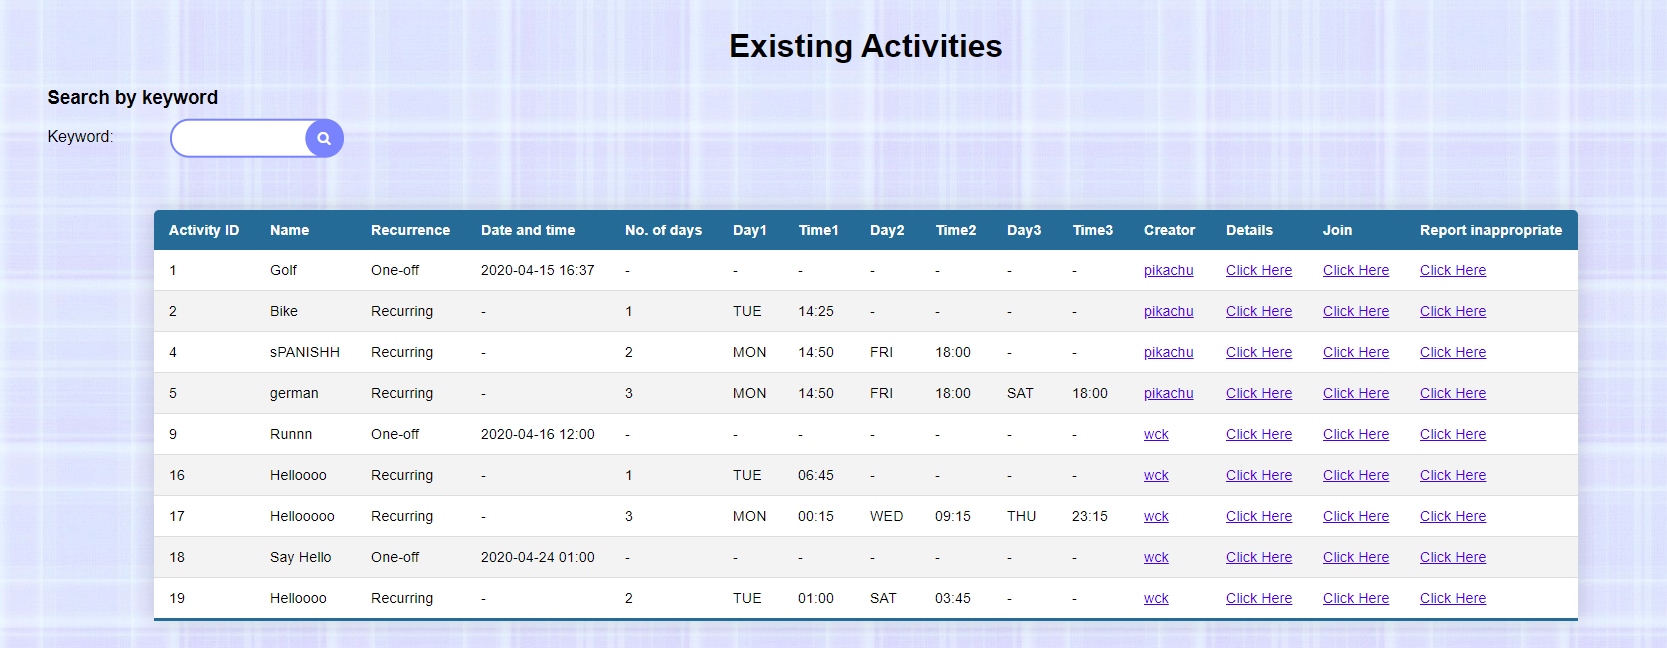 Existing Activities
Search by keyword
Keyword:
Activity ID Name Recurrence Date and time No. of days Day1 Time1 Day2 Time2 Day3 Time3 Creator Details Join Report inappropriate
1 Golf One-off 2020-04-15 16:37 - - - - - - - pikachu Click Here Click Here Click Here
2 Bike Recurring - 1 TUE 14:25 - - - - pikachu Click Here Click Here Click Here
4 sPANISHH Recurring - 2 MON 14:50 FRI 18:00 - - pikachu Click Here Click Here Click Here
5 german Recurring - 3 MON 14:50 FRI 18:00 SAT 18:00 pikachu Click Here Click Here Click Here
9 Runnn One-off 2020-04-16 12:00 - - - - - - - wck Click Here Click Here Click Here
16 Helloooo Recurring - 1 TUE 06:45 - - - - wck Click Here Click Here Click Here
17 Hellooooo Recurring - 3 MON 00:15 WED 09:15 THU 23:15 wck Click Here Click Here Click Here
18 Say Hello One-off 2020-04-24 01:00 - - - - - - - wck Click Here Click Here Click Here
19 Helloooo Recurring - 2 TUE 01:00 SAT 03:45 - - wck Click Here Click Here Click Here